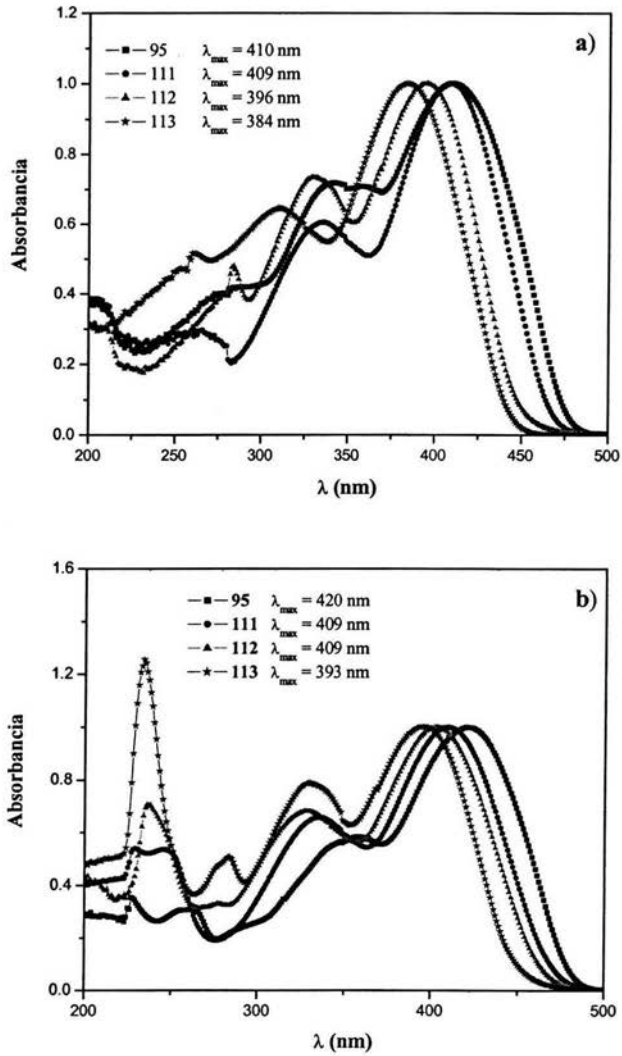 a)
95 λmax = 410 nm
111 λmax = 409 nm
112 λmax = 396 nm
113 λmax = 384 nm
Absorbancia
1.2
1.0
0.8
0.6
0.4
0.2
0.0
200 250 300 350 400 450 500
λ (nm)
b)
95 λmax = 420 nm
111 λmax = 409 nm
112 λmax = 409 nm
113 λmax = 393 nm
Absorbancia
1.6
1.2
0.8
0.4
0.0
200 300 400 500
λ (nm)